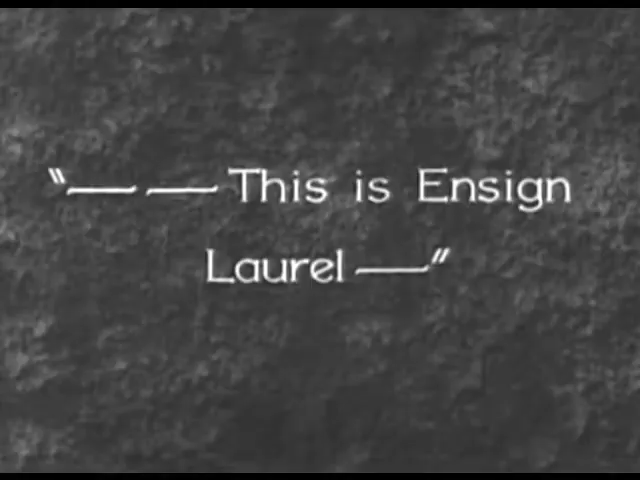 "— — This is Ensign
Laurel —"